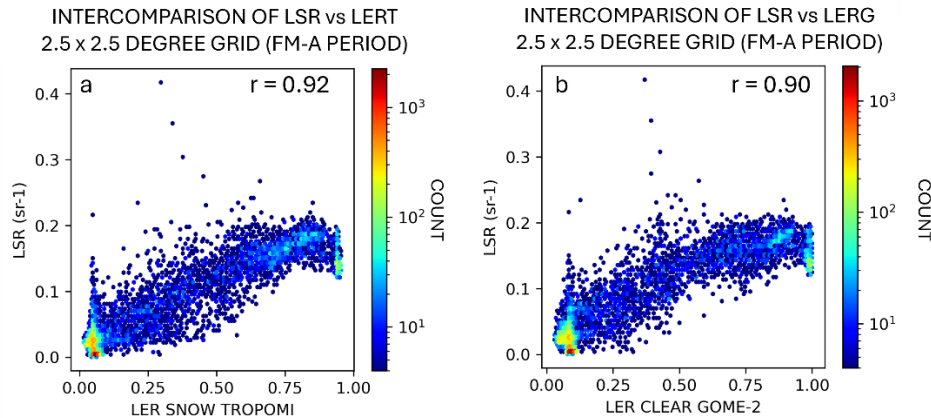 INTERCOMPARISON OF LSR vs LERT
2.5 x 2.5 DEGREE GRID (FM-A PERIOD)
a
r = 0.92
0.4
0.3
0.2
0.1
0.0
LSR (sr-1)
0.00
0.25
0.50
0.75
1.00
LER SNOW TROPOMI
10³
10²
10¹
COUNT
INTERCOMPARISON OF LSR vs LERG
2.5 x 2.5 DEGREE GRID (FM-A PERIOD)
b
r = 0.90
0.4
0.3
0.2
0.1
0.0
LSR (sr-1)
0.00
0.25
0.50
0.75
1.00
LER CLEAR GOME-2
10³
10²
10¹
COUNT